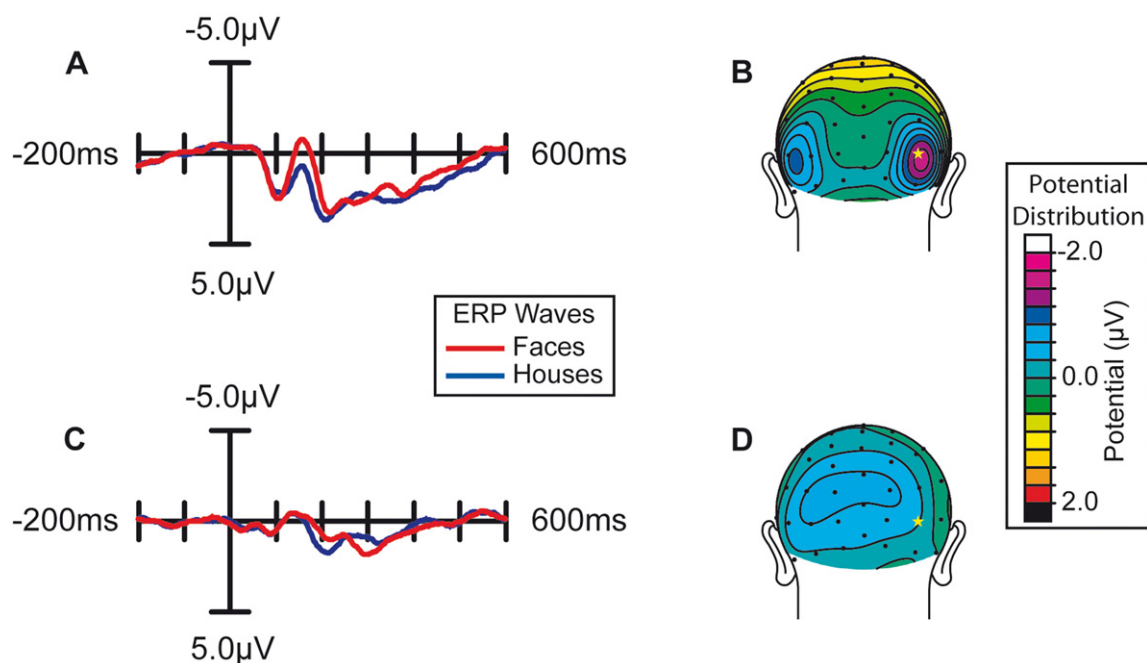 A
-5.0µV
-200ms
600ms
5.0µV
B
ERP Waves
Faces
Houses
Potential
Distribution
-2.0
0.0
2.0
Potential (µV)
C
-5.0µV
-200ms
600ms
5.0µV
D